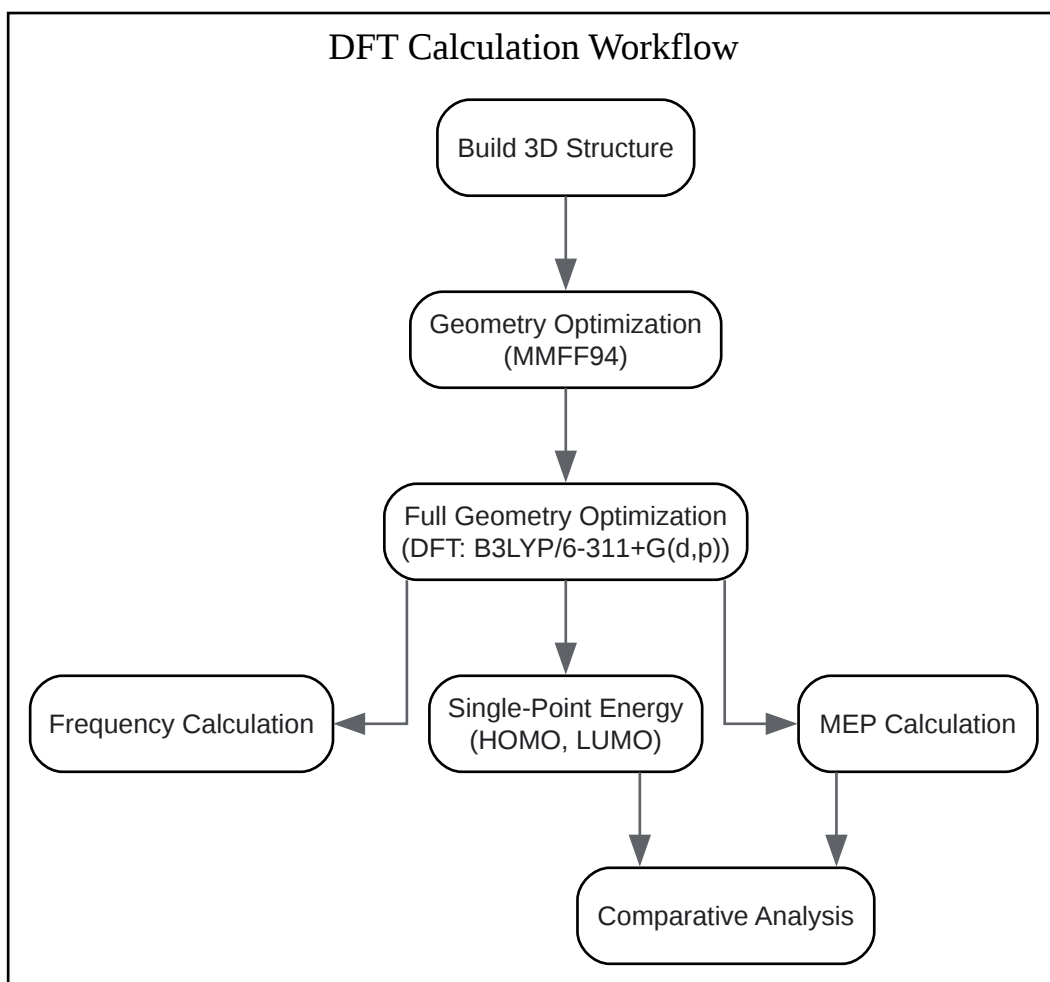 DFT Calculation Workflow
Build 3D Structure
Geometry Optimization
(MMFF94)
Full Geometry Optimization
(DFT: B3LYP/6-311+G(d,p))
Frequency Calculation
Single-Point Energy
(HOMO, LUMO)
MEP Calculation
Comparative Analysis